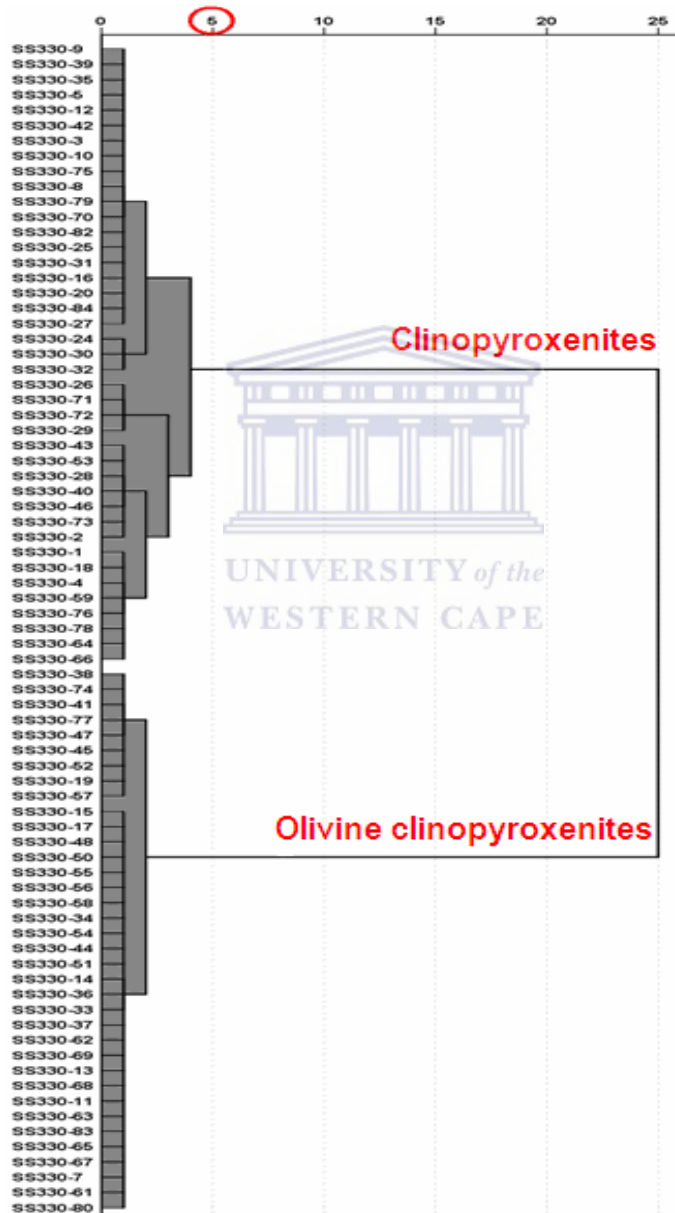 0 5 10 15 20 25
SS330-9
SS330-39
SS330-35
SS330-5
SS330-12
SS330-42
SS330-3
SS330-10
SS330-75
SS330-8
SS330-79
SS330-70
SS330-82
SS330-25
SS330-31
SS330-16
SS330-20
SS330-84
SS330-27
SS330-24
Clinopyroxenites
SS330-30
SS330-32
SS330-26
SS330-71
SS330-72
SS330-29
SS330-43
SS330-53
SS330-28
SS330-40
SS330-46
SS330-73
SS330-2
SS330-1
SS330-18
UNIVERSITY of the
SS330-4
SS330-59
SS330-76
WESTERN CAPE
SS330-78
SS330-64
SS330-66
SS330-38
SS330-74
SS330-41
SS330-77
SS330-47
SS330-45
SS330-52
SS330-19
SS330-57
SS330-15
SS330-17
SS330-48
Olivine clinopyroxenites
SS330-50
SS330-55
SS330-56
SS330-58
SS330-34
SS330-54
SS330-44
SS330-51
SS330-14
SS330-36
SS330-33
SS330-37
SS330-62
SS330-69
SS330-13
SS330-68
SS330-11
SS330-63
SS330-83
SS330-65
SS330-67
SS330-7
SS330-61
SS330-80